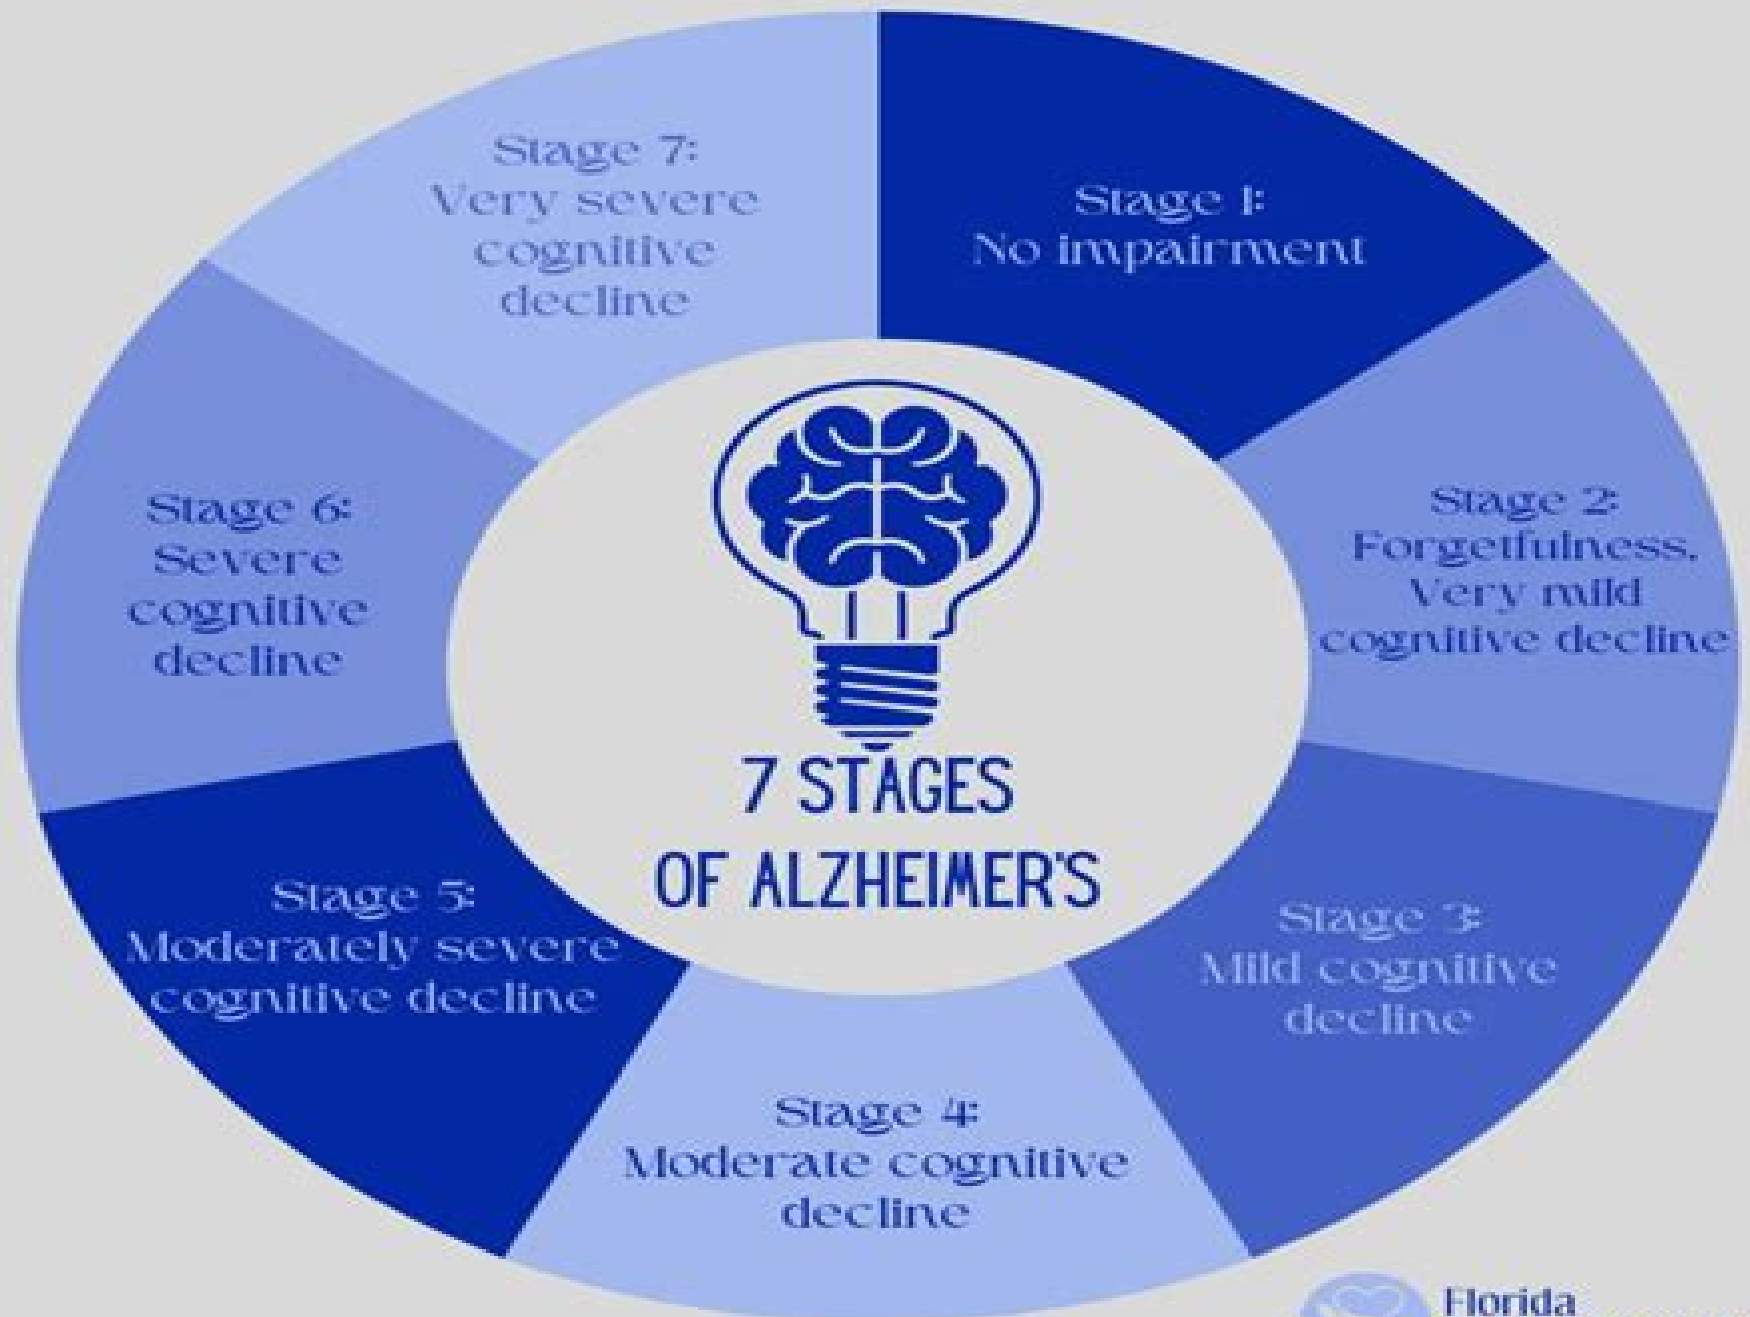 Stage 1:
No impairment
Stage 2:
Forgetfulness,
Very mild
cognitive decline
Stage 3:
Mild cognitive
decline
Stage 4:
Moderate cognitive
decline
Stage 5:
Moderately severe
cognitive decline
Stage 6:
Severe
cognitive
decline
Stage 7:
Very severe
cognitive
decline
7 STAGES
OF ALZHEIMER'S
Florida